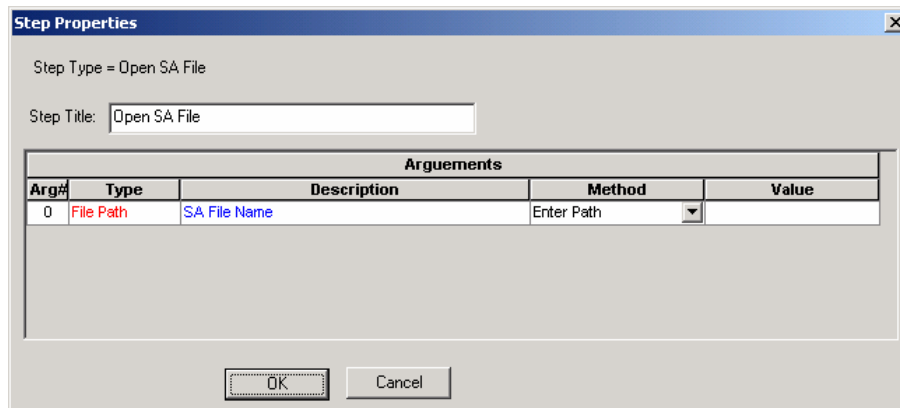 Step Properties
Step Type = Open SA File
Step Title: Open SA File
Arguements
Arg# Type Description Method Value
0 File Path SA File Name Enter Path
OK Cancel